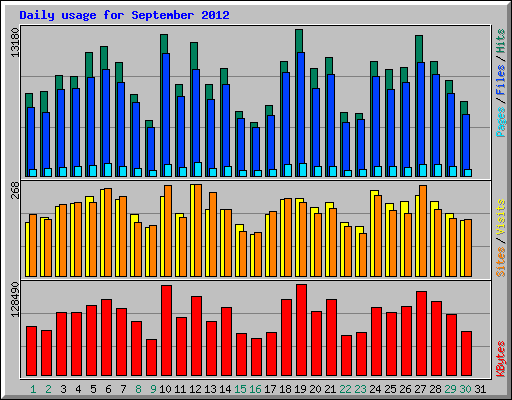 Daily usage for September 2012
13180
Pages / Files / Hits
268
Sites / Visits
128490
KBytes
1 2 3 4 5 6 7 8 9 10 11 12 13 14 15 16 17 18 19 20 21 22 23 24 25 26 27 28 29 30 31